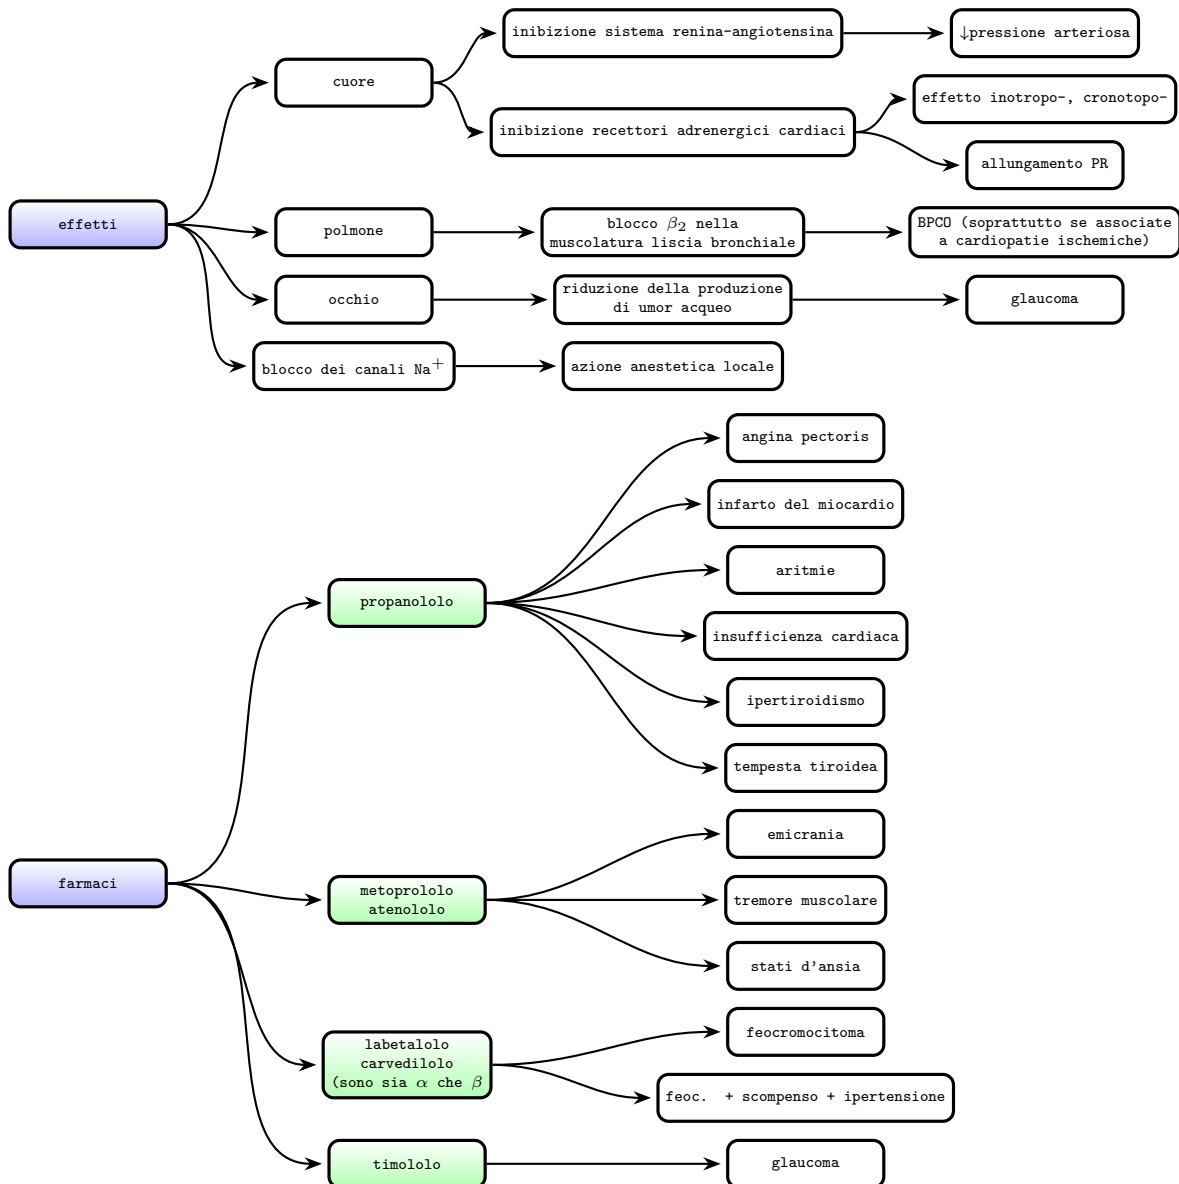 inibizione sistema renina-angiotensina
↓pressione arteriosa
cuore
effetto inotropo-, cronotopo-
inibizione recettori adrenergici cardiaci
allungamento PR
effetti
polmone
blocco β2 nella
muscolatura liscia bronchiale
BPCO (soprattutto se associate
a cardiopatie ischemiche)
occhio
riduzione della produzione
di umor acqueo
glaucoma
blocco dei canali Na+
azione anestetica locale
angina pectoris
infarto del miocardio
aritmie
propanololo
insufficienza cardiaca
ipertiroidismo
tempesta tiroidea
emicrania
farmaci
metoprololo
atenololo
tremore muscolare
stati d'ansia
feocromocitoma
labetalolo
carvedilolo
(sono sia α che β
feoc. + scompenso + ipertensione
timololo
glaucoma